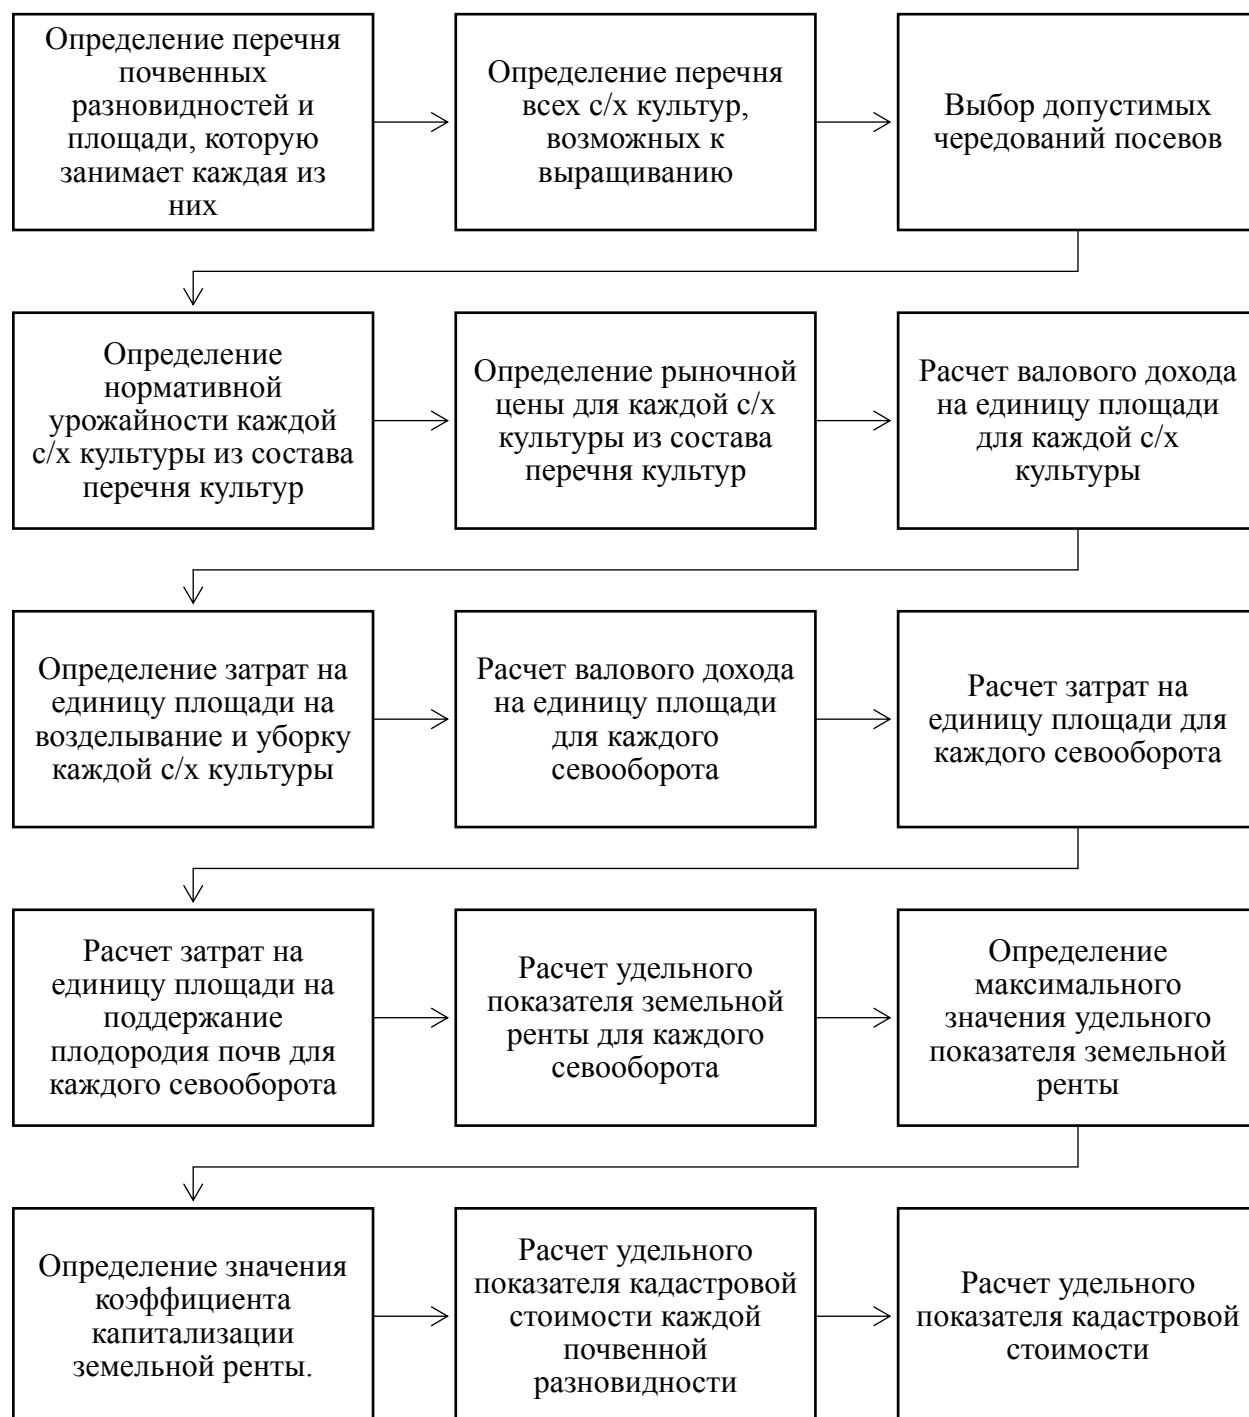 Определение перечня
почвенных
разновидностей и
площади, которую
занимает каждая из
них
Определение перечня
всех с/х культур,
возможных к
выращиванию
Выбор допустимых
чередований посевов
Определение
нормативной
урожайности каждой
с/х культуры из состава
перечня культур
Определение рыночной
цены для каждой с/х
культуры из состава
перечня культур
Расчет валового дохода
на единицу площади
для каждой с/х
культуры
Определение затрат на
единицу площади на
возделывание и уборку
каждой с/х культуры
Расчет валового дохода
на единицу площади
для каждого
севооборота
Расчет затрат на
единицу площади для
каждого севооборота
Расчет затрат на
единицу площади на
поддержание
плодородия почв для
каждого севооборота
Расчет удельного
показателя земельной
ренты для каждого
севооборота
Определение
максимального
значения удельного
показателя земельной
ренты
Определение значения
коэффициента
капитализации
земельной ренты.
Расчет удельного
показателя кадастровой
стоимости каждой
почвенной
разновидности
Расчет удельного
показателя кадастровой
стоимости